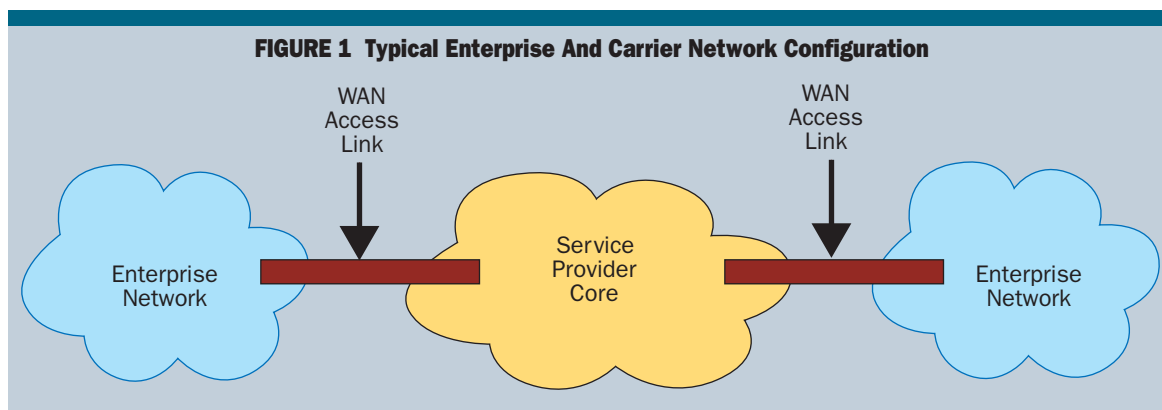 FIGURE 1 Typical Enterprise And Carrier Network Configuration
WAN
Access
Link
WAN
Access
Link
Enterprise
Network
Service
Provider
Core
Enterprise
Network